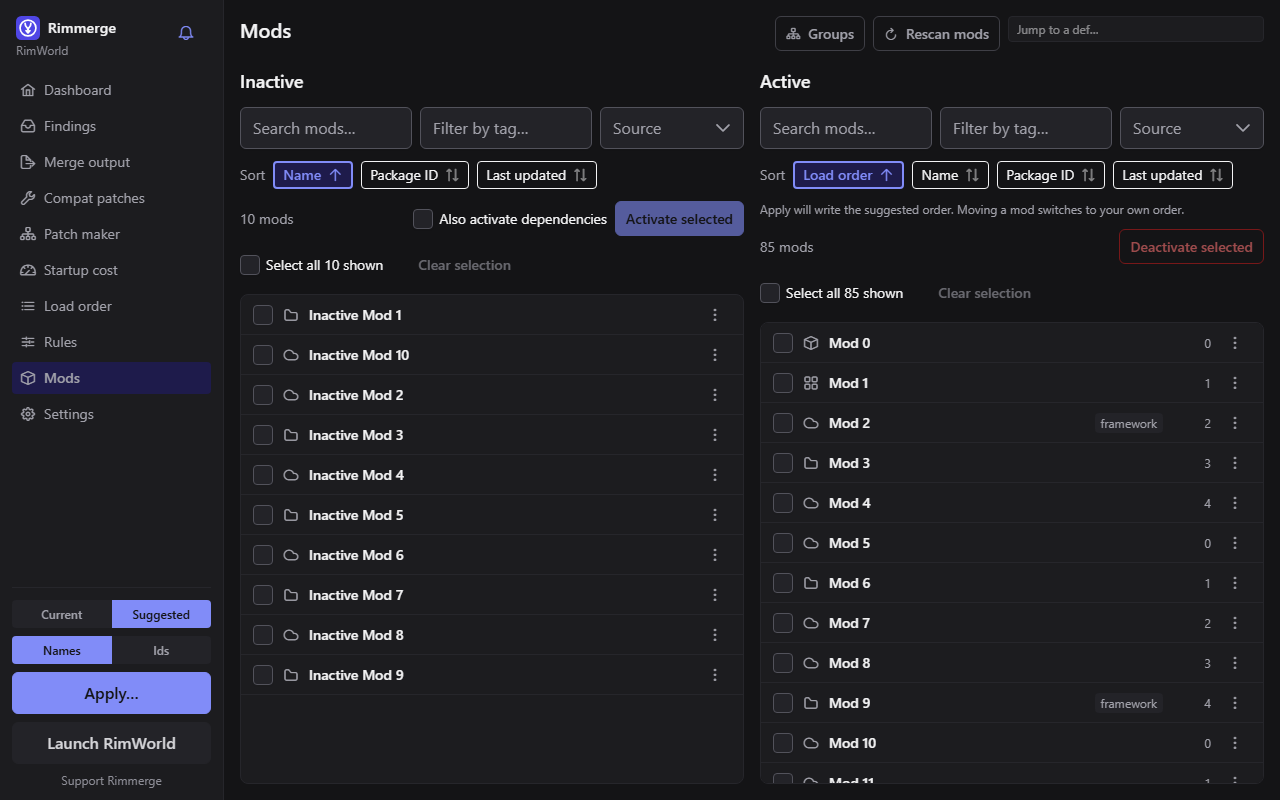 Rimmerge
RimWorld
Dashboard
Findings
Merge output
Compat patches
Patch maker
Startup cost
Load order
Rules
Mods
Settings
Current Suggested
Names Ids
Apply...
Launch RimWorld
Support Rimmerge
Mods
Groups Rescan mods Jump to a def...
Inactive
Search mods... Filter by tag... Source
Sort Name Package ID Last updated
10 mods Also activate dependencies Activate selected
Select all 10 shown Clear selection
Inactive Mod 1
Inactive Mod 10
Inactive Mod 2
Inactive Mod 3
Inactive Mod 4
Inactive Mod 5
Inactive Mod 6
Inactive Mod 7
Inactive Mod 8
Inactive Mod 9
Active
Search mods... Filter by tag... Source
Sort Load order Name Package ID Last updated
Apply will write the suggested order. Moving a mod switches to your own order.
85 mods Deactivate selected
Select all 85 shown Clear selection
Mod 0 0
Mod 1 1
Mod 2 framework 2
Mod 3 3
Mod 4 4
Mod 5 0
Mod 6 1
Mod 7 2
Mod 8 3
Mod 9 framework 4
Mod 10 0
Mod 11 1